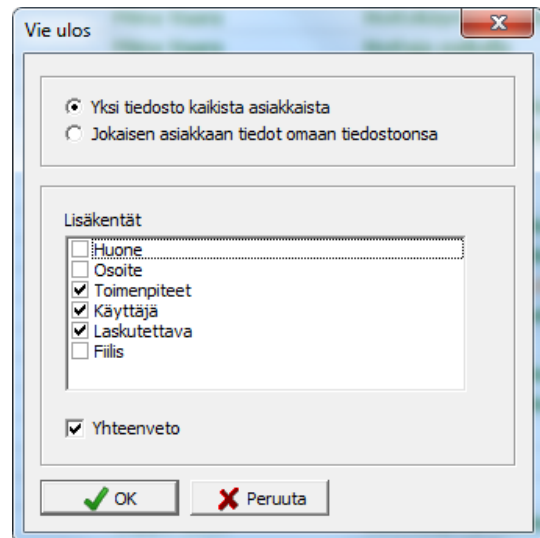 Vie ulos
Yksi tiedosto kaikista asiakkaista
Jokaisen asiakkaan tiedot omaan tiedostoonsa
Lisäkentät
Huone
Osoite
Toimenpiteet
Käyttäjä
Laskutettava
Fiilis
Yhteenveto
OK
Peruuta